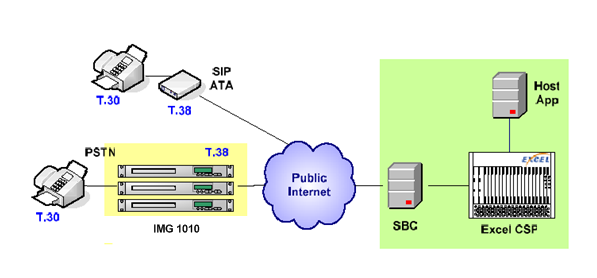 SIP
ATA
T.30
T.38
Host
App
PSTN
T.38
Public
Internet
EXCEL
T.30
IMG 1010
SBC
Excel CSP